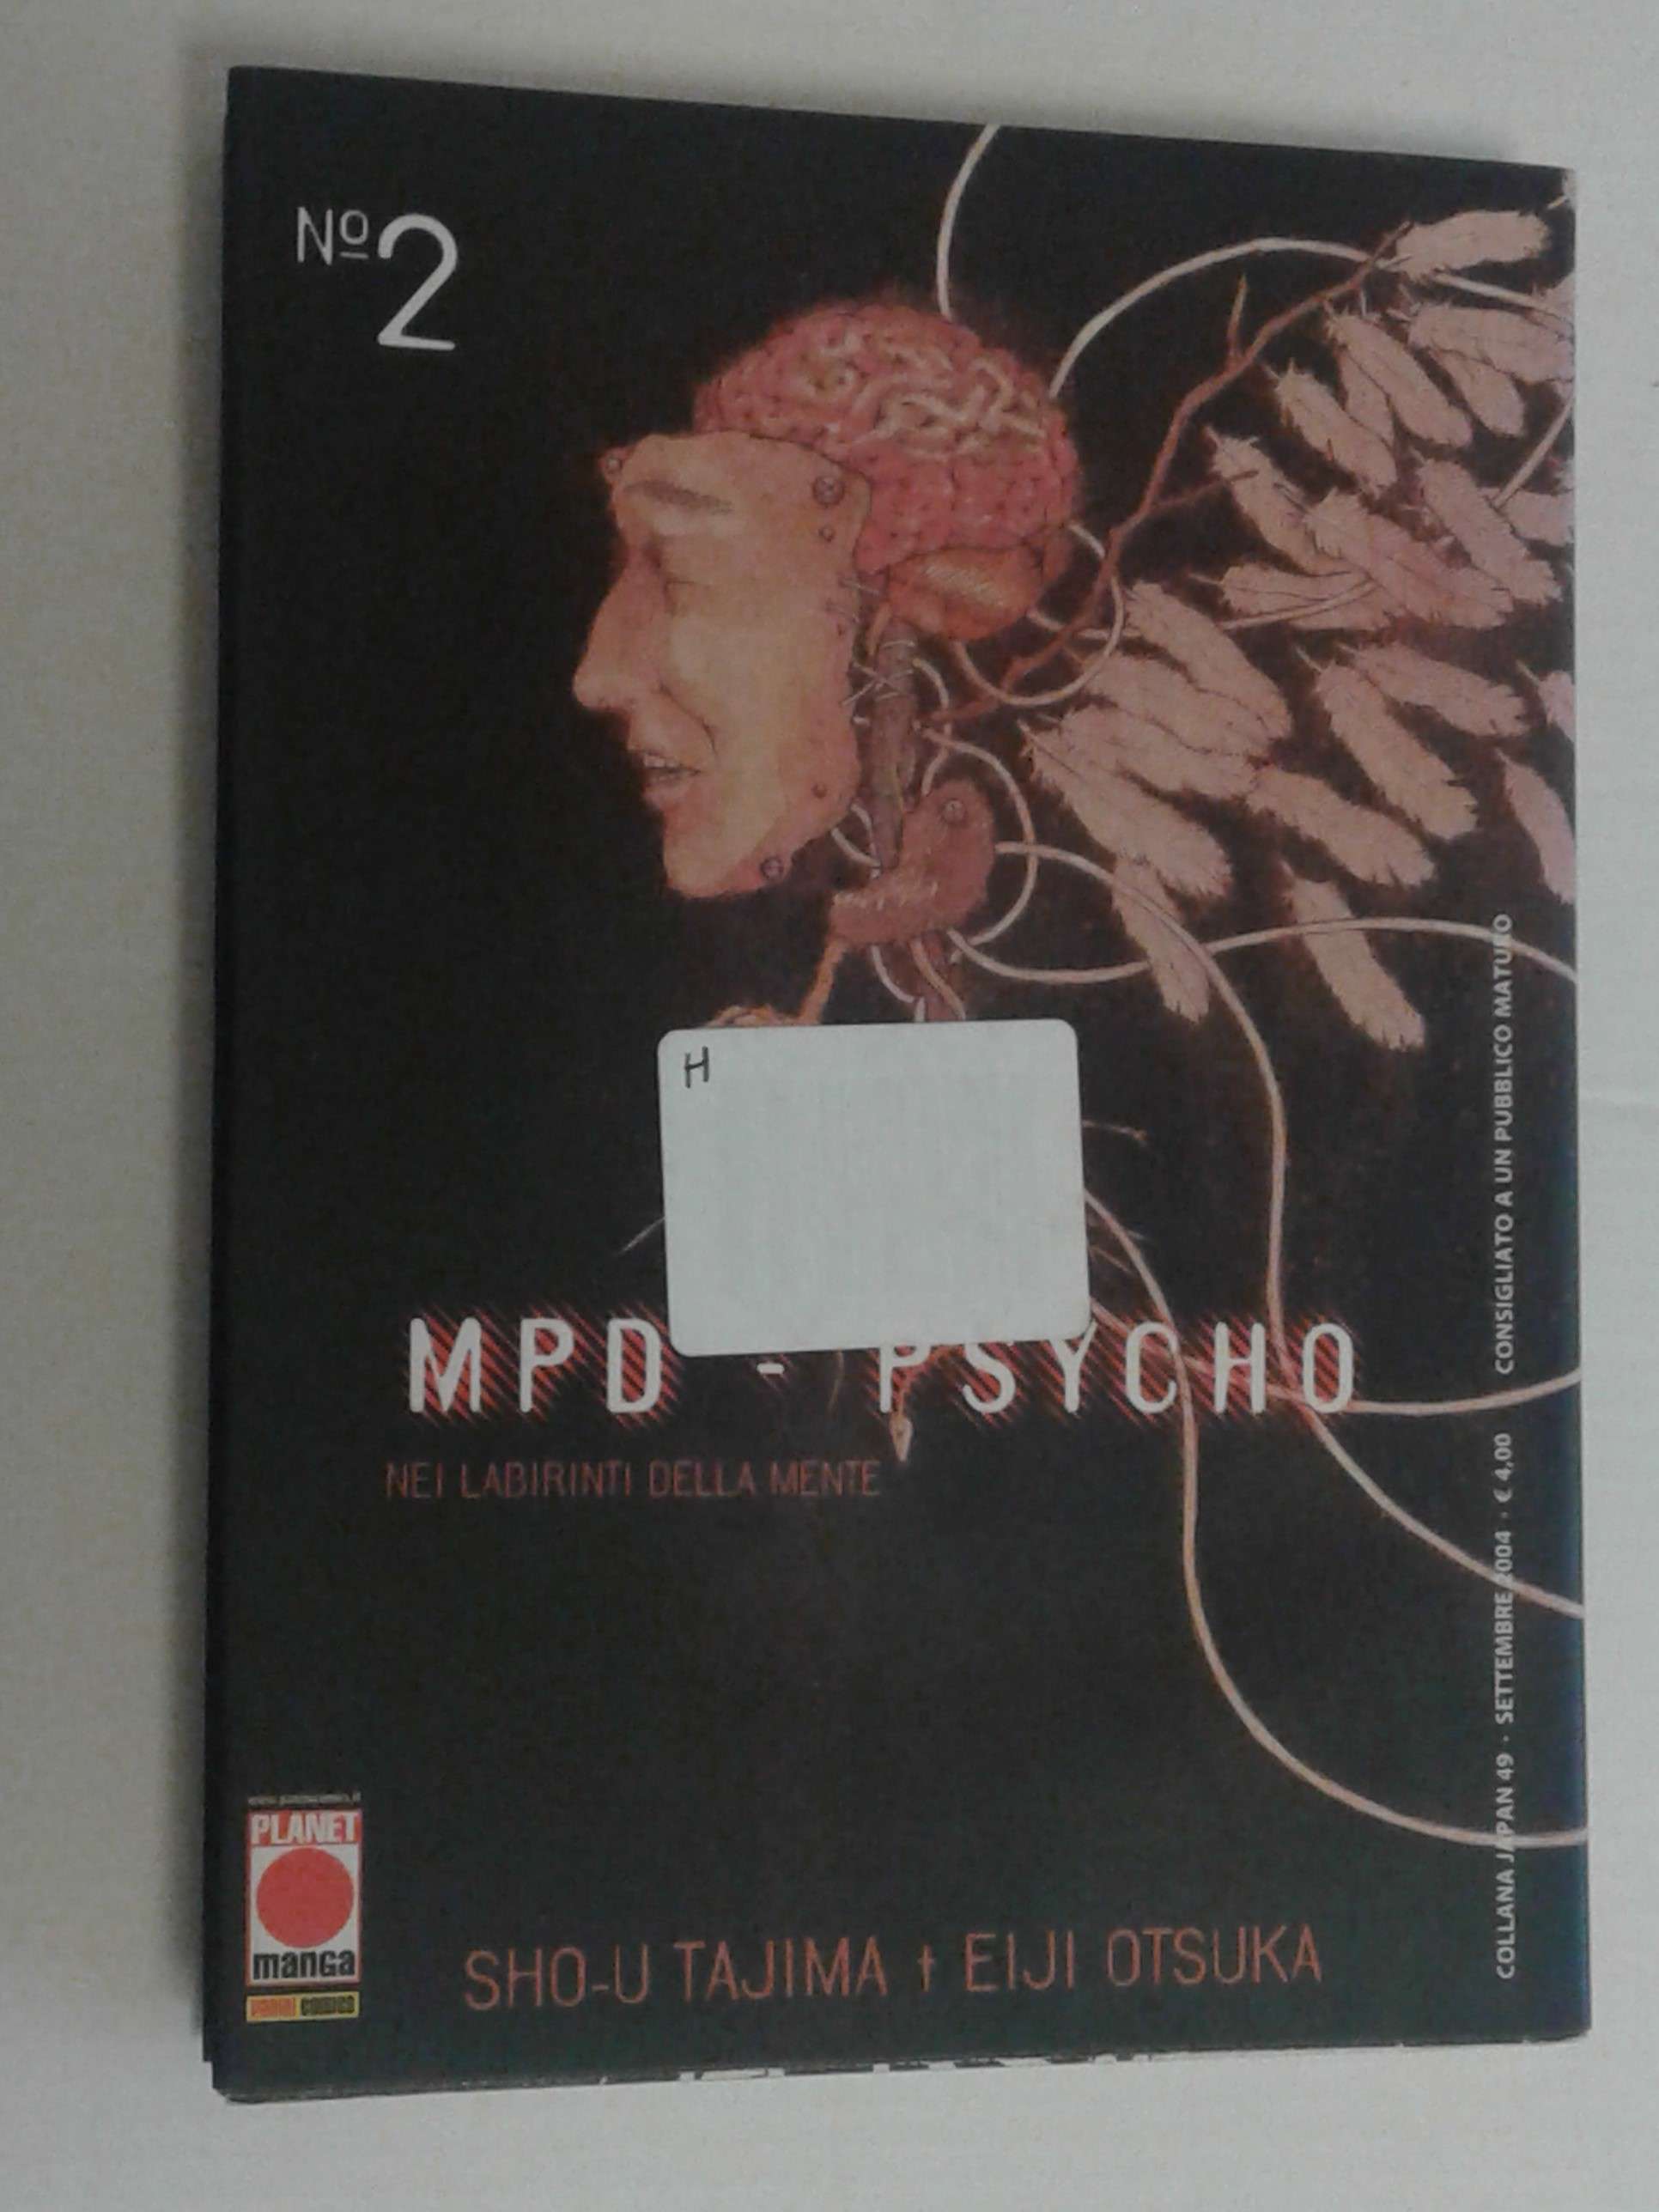 Nº2
H
MPD - PSYCHO
NEI LABIRINTI DELLA MENTE
COLLANA JAPAN 49 · SETTEMBRE 2004 · € 4,00 CONSIGLIATO A UN PUBBLICO MATURO
PLANET
manga
PANINI COMICS
SHO-U TAJIMA † EIJI OTSUKA